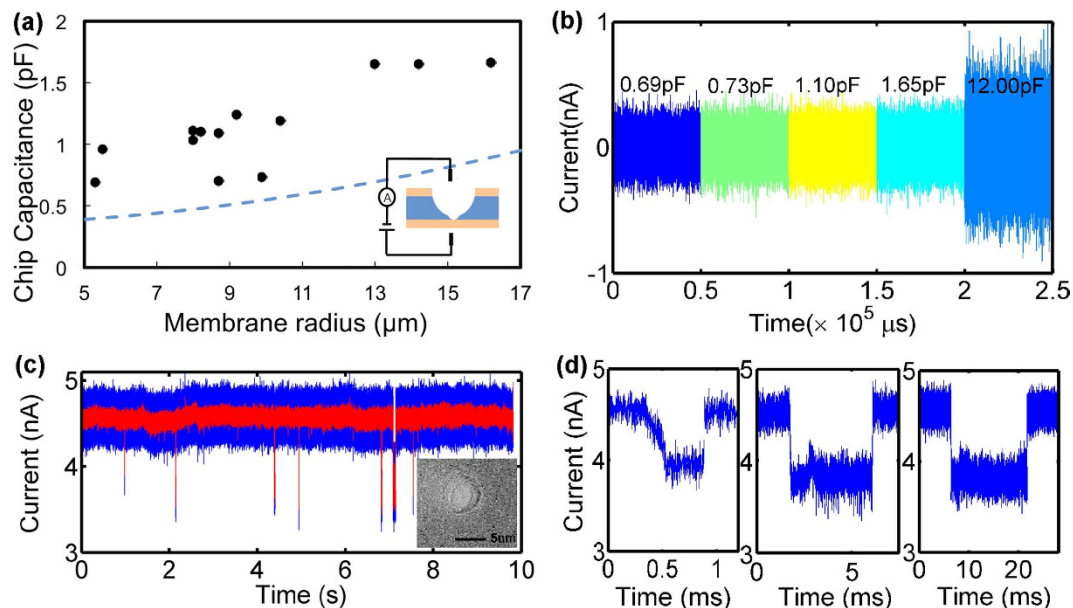 (a)
2
1.5
1
0.5
0
Chip Capacitance (pF)
A
5 7 9 11 13 15 17
Membrane radius (μm)
(b)
1
0
-1
Current(nA)
0.69pF 0.73pF 1.10pF 1.65pF 12.00pF
0 0.5 1 1.5 2 2.5
Time(× 10⁵ μs)
(c)
5
4
3
Current (nA)
5nm
0 2 4 6 8 10
Time (s)
(d)
5
4
3
Current (nA)
0 0.5 1
Time (ms)
5
4
3
0 5
Time (ms)
5
4
3
0 10 20
Time (ms)